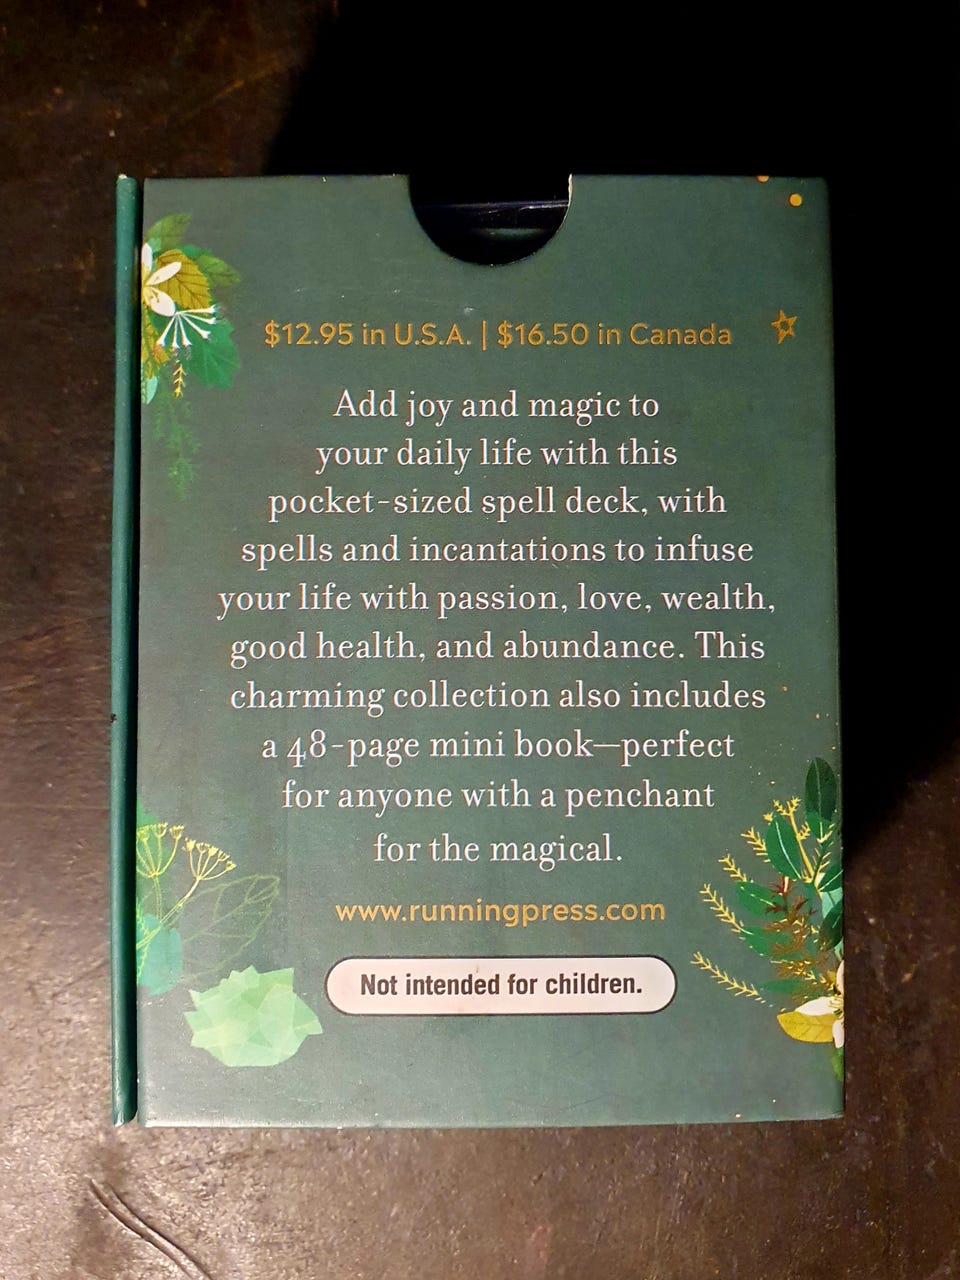 $12.95 in U.S.A. | $16.50 in Canada
Add joy and magic to
your daily life with this
pocket-sized spell deck, with
spells and incantations to infuse
your life with passion, love, wealth,
good health, and abundance. This
charming collection also includes
a 48-page mini book—perfect
for anyone with a penchant
for the magical.
www.runningpress.com
Not intended for children.